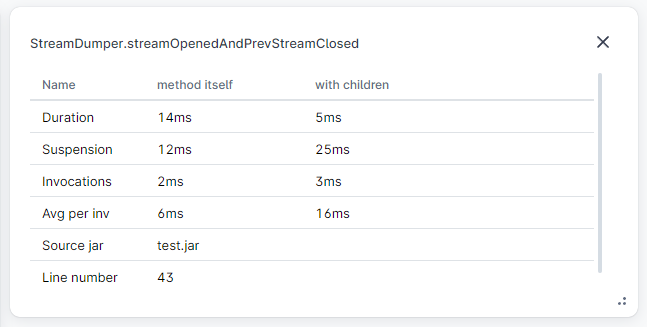 StreamDumper.streamOpenedAndPrevStreamClosed
Name method itself with children
Duration 14ms 5ms
Suspension 12ms 25ms
Invocations 2ms 3ms
Avg per inv 6ms 16ms
Source jar test.jar
Line number 43